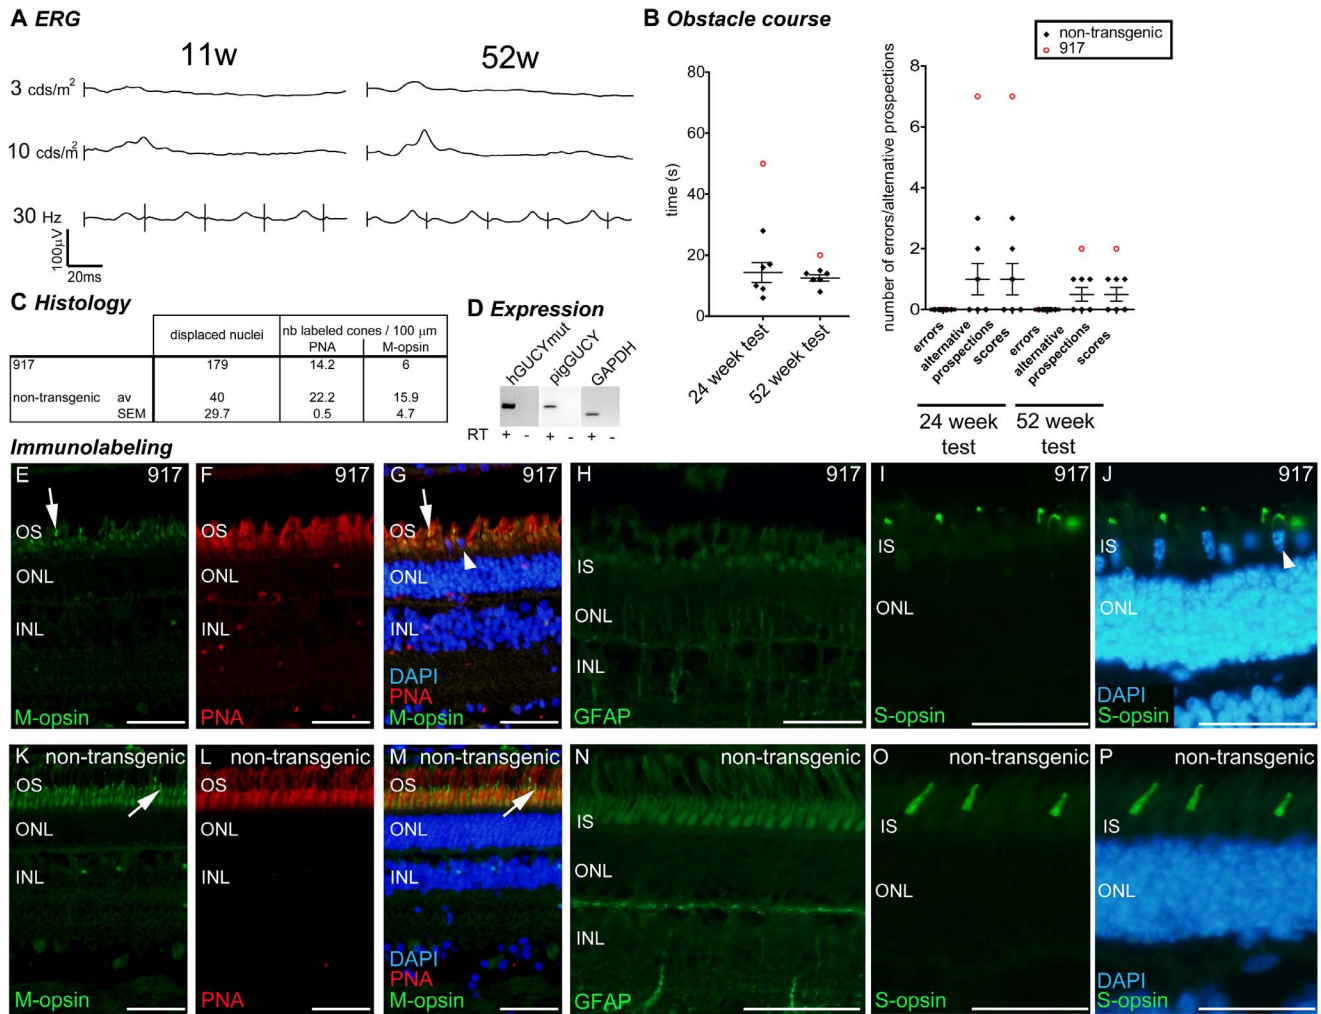 A ERG
11w
52w
3 cds/m²
10 cds/m²
30 Hz
100µV
20ms
B Obstacle course
non-transgenic
917
80
60
40
20
0
time (s)
24 week test
52 week test
8
6
4
2
0
number of errors/alternative prospections
errors
alternative
prospections
scores
errors
alternative
prospections
scores
24 week
test
52 week
test
C Histology
displaced nuclei
nb labeled cones / 100 µm
PNA
M-opsin
917 179 14.2 6
non-transgenic av 40 22.2 15.9
SEM 29.7 0.5 4.7
D Expression
hGUCYmut
pigGUCY
GAPDH
RT + - + - + -
Immunolabeling
E 917
OS
ONL
INL
M-opsin
F 917
PNA
G 917
OS
ONL
INL
DAPI
PNA
M-opsin
H 917
IS
ONL
INL
GFAP
I 917
IS
ONL
S-opsin
J 917
IS
ONL
DAPI
S-opsin
K non-transgenic
OS
ONL
INL
M-opsin
L non-transgenic
PNA
M non-transgenic
OS
ONL
INL
DAPI
PNA
M-opsin
N non-transgenic
IS
ONL
INL
GFAP
O non-transgenic
IS
ONL
S-opsin
P non-transgenic
IS
ONL
DAPI
S-opsin